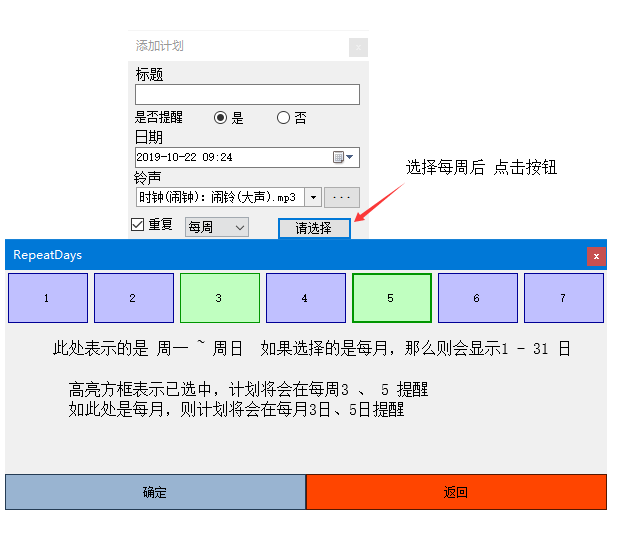 添加计划
x
标题
是否提醒 是 否
日期
2019-10-22 09:24
选择每周后 点击按钮
铃声
时钟(闹钟): 闹铃(大声).mp3 ...
重复 每周 请选择
RepeatDays x
1 2 3 4 5 6 7
此处表示的是 周一 ~ 周日 如果选择的是每月，那么则会显示1 - 31 日
高亮方框表示已选中，计划将会在每周3 、 5 提醒
如此处是每月，则计划将会在每月3日、5日提醒
确定 返回